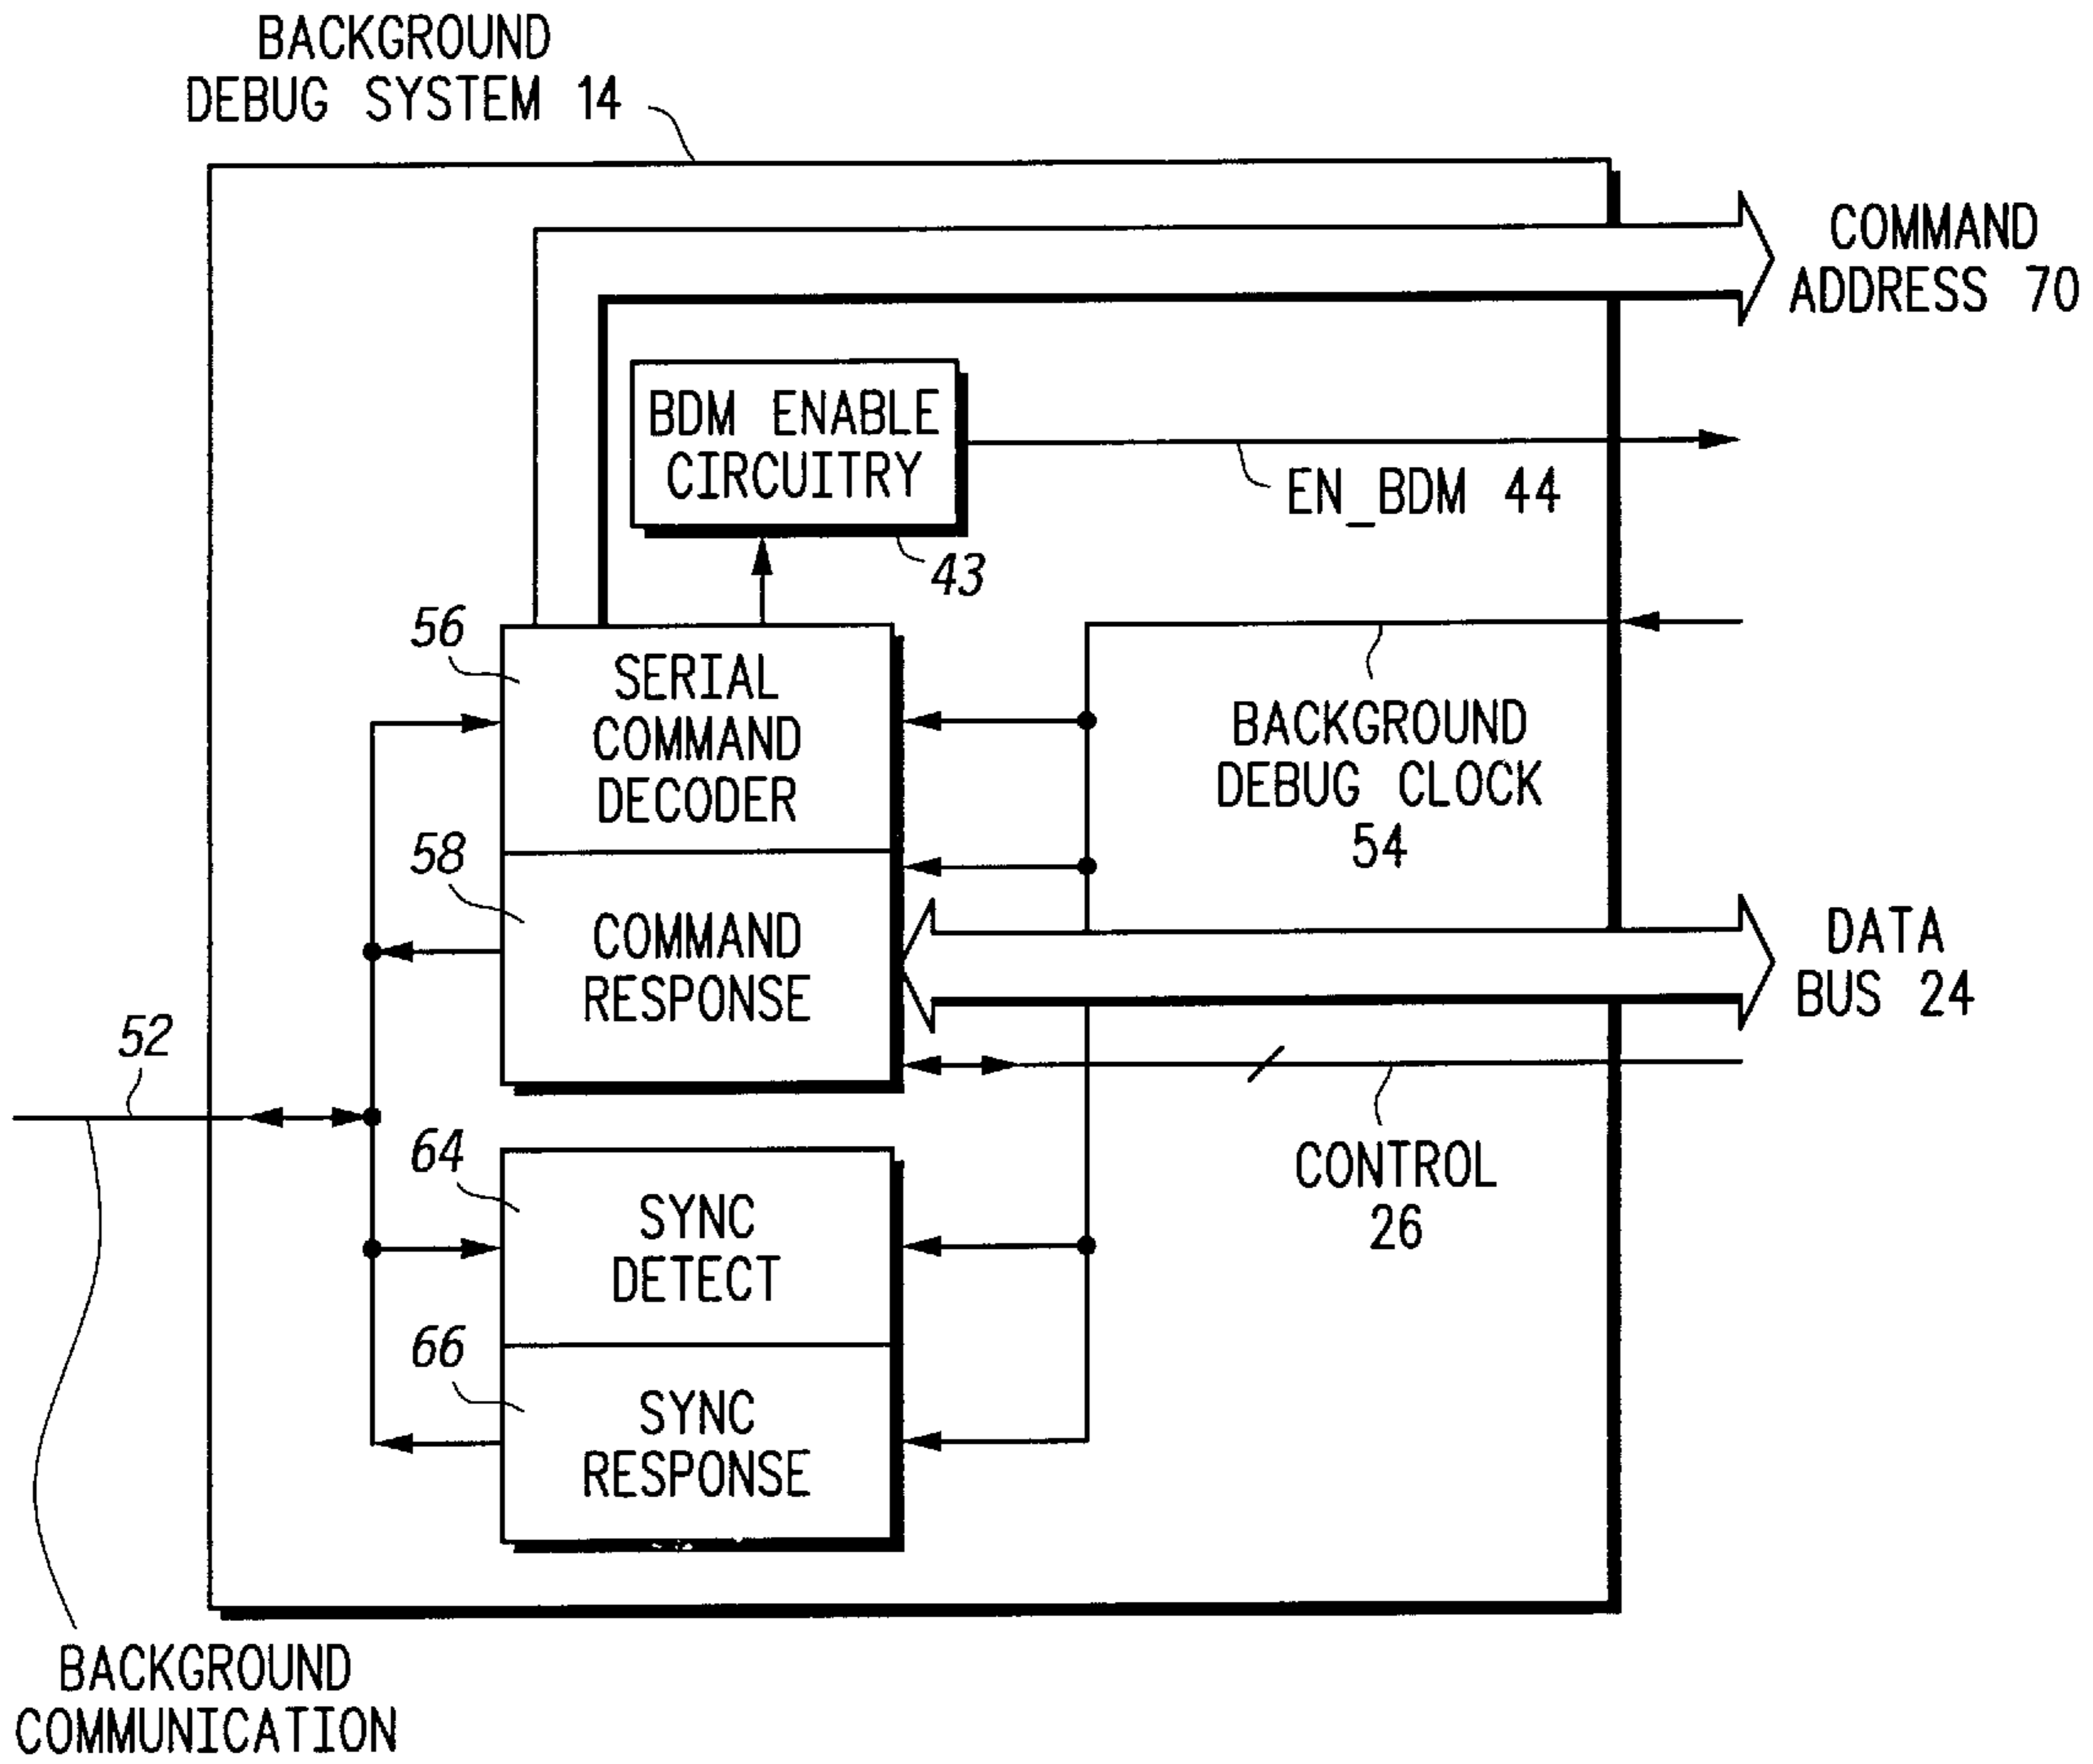 BACKGROUND
DEBUG SYSTEM 14
COMMAND
ADDRESS 70
BDM ENABLE
CIRCUITRY
EN_BDM 44
43
56
SERIAL
COMMAND
DECODER
BACKGROUND
DEBUG CLOCK
54
58
COMMAND
RESPONSE
DATA
BUS 24
52
CONTROL
26
64
SYNC
DETECT
66
SYNC
RESPONSE
BACKGROUND
COMMUNICATION